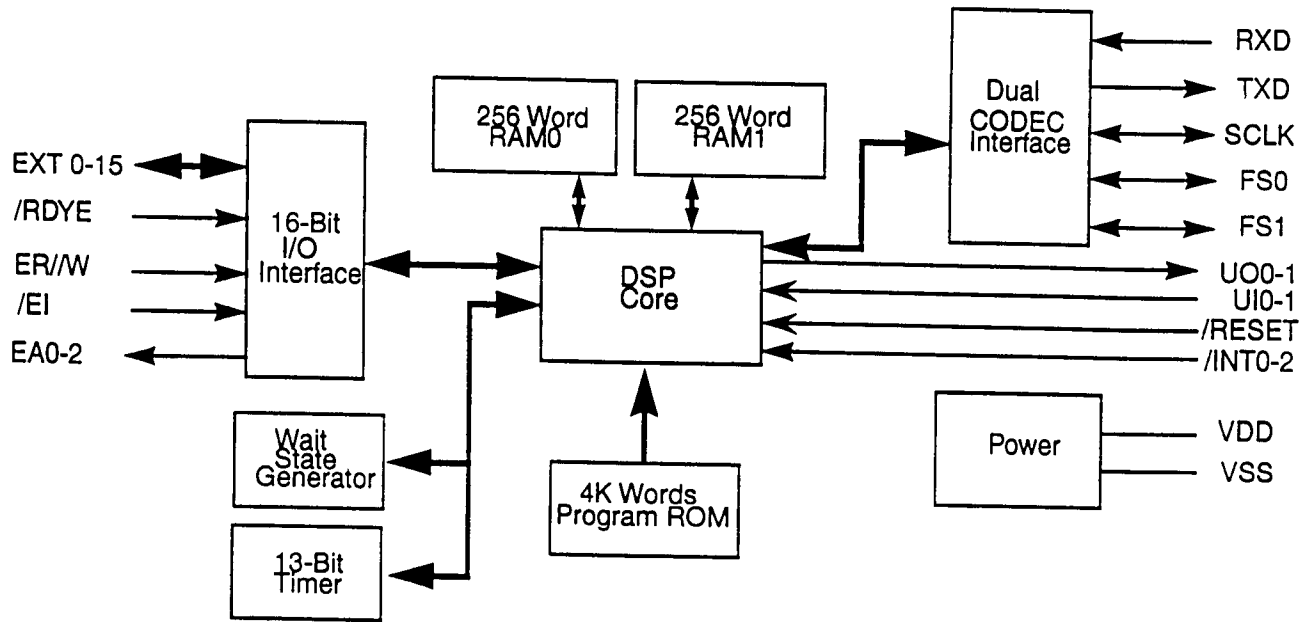 EXT 0-15
/RDYE
ER//W
/EI
EA0-2
16-Bit
I/O
Interface
256 Word
RAM0
256 Word
RAM1
DSP
Core
Wait
State
Generator
13-Bit
Timer
4K Words
Program ROM
Dual
CODEC
Interface
RXD
TXD
SCLK
FS0
FS1
UO0-1
UI0-1
/RESET
/INT0-2
Power
VDD
VSS